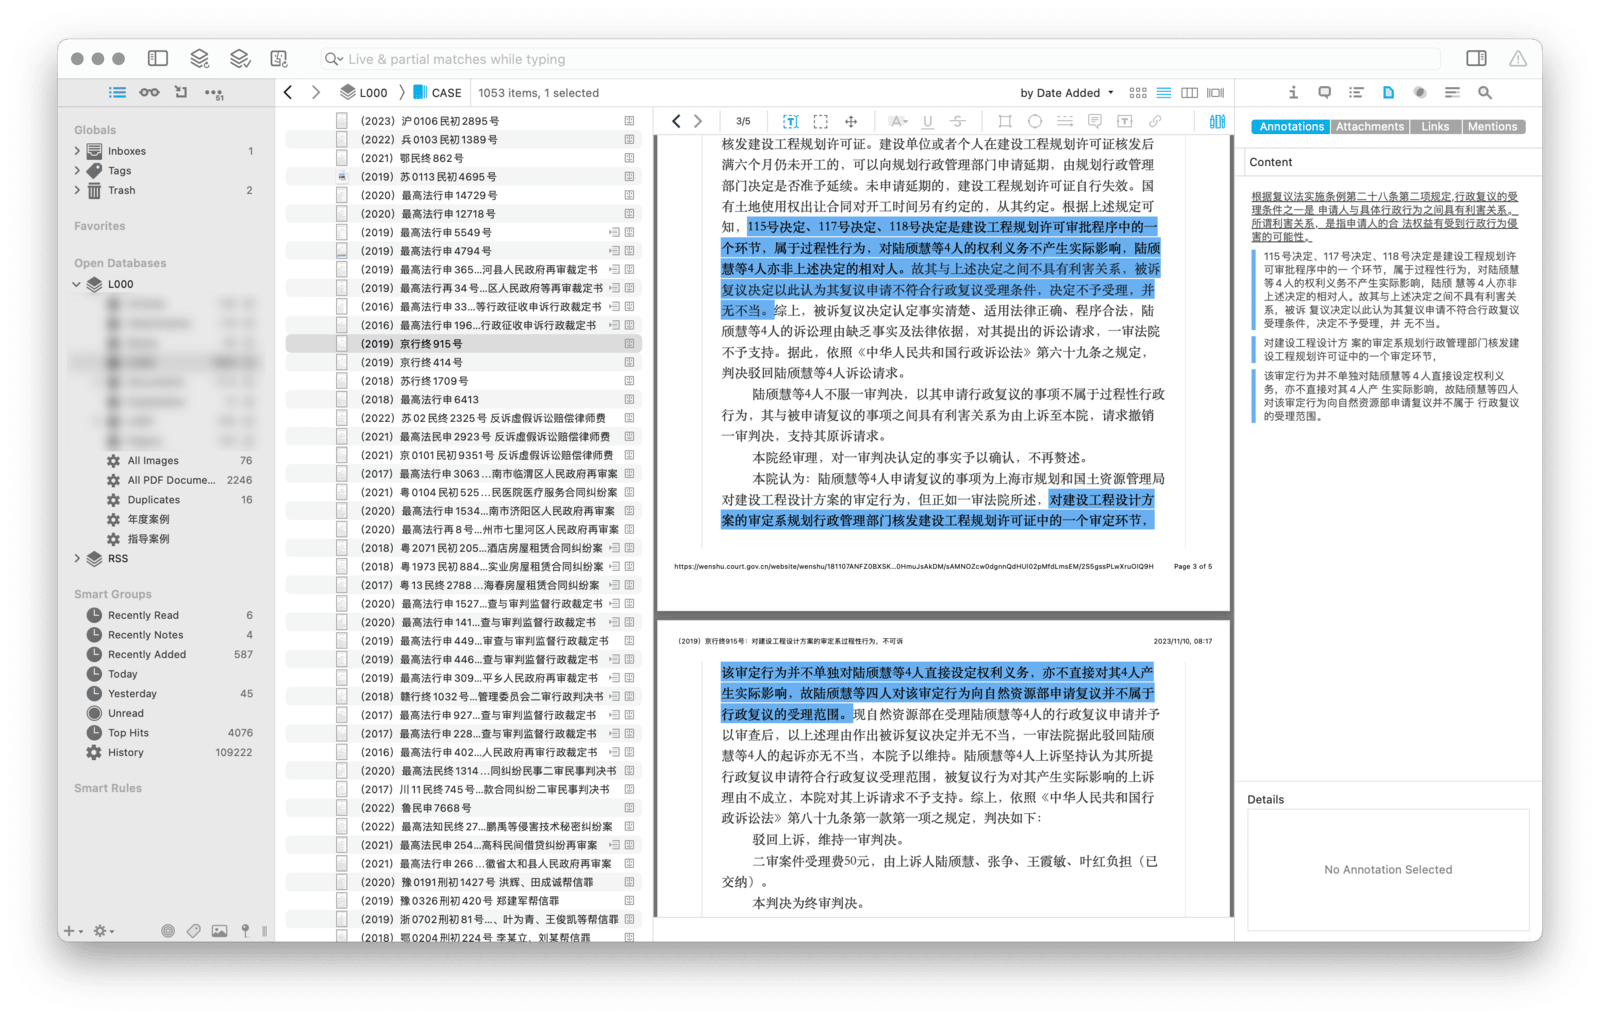 Live & partial matches while typing
51
L000
CASE
1053 items, 1 selected
by Date Added
Globals
Inboxes 1
Tags
Trash 2
Favorites
Open Databases
L000
All Images 76
All PDF Docume... 2246
Duplicates 16
年度案例
指导案例
RSS
Smart Groups
Recently Read 6
Recently Notes 4
Recently Added 587
Today
Yesterday 45
Unread
Top Hits 4076
History 109222
Smart Rules
(2023) 沪0106民初2895号
(2022) 兵0103民初1389号
(2021) 鄂民终862号
(2019) 苏0113民初4695号
(2020) 最高法行申14729号
(2020) 最高法行申12718号
(2019) 最高法行申5549号
(2019) 最高法行申4794号
(2019) 最高法行申365...河县人民政府再审裁定书
(2019) 最高法行再34号...区人民政府等再审裁定书
(2016) 最高法行申33...等行政征收申诉行政裁定书
(2016) 最高法行申196...行政征收申诉行政裁定书
(2019) 京行终915号
(2019) 京行终414号
(2018) 苏行终1709号
(2018) 最高法行申6413
(2022) 苏02民终2325号 反诉虚假诉讼赔偿律师费
(2021) 最高法民申2923号 反诉虚假诉讼赔偿律师费
(2021) 京0101民初9351号 反诉虚假诉讼赔偿律师费
(2017) 最高法行申3063...南市临渭区人民政府再审案
(2021) 粤0104民初525...民医院医疗服务合同纠纷案
(2020) 最高法行申1534...南市济阳区人民政府再审案
(2020) 最高法行再8号...州市七里河区人民政府再审案
(2018) 粤2071民初205...酒店房屋租赁合同纠纷案
(2018) 粤1973民初884...实业房屋租赁合同纠纷案
(2017) 粤13民终2788...海春房屋租赁合同纠纷案
(2020) 最高法行申1527...查与审判监督行政裁定书
(2020) 最高法行申141...查与审判监督行政裁定书
(2019) 最高法行申449...审查与审判监督行政裁定书
(2019) 最高法行申446...查与审判监督行政裁定书
(2019) 最高法行申309...平乡人民政府再审裁定书
(2018) 赣行终1032号...管理委员会二审行政判决书
(2017) 最高法行申927...查与审判监督行政裁定书
(2017) 最高法行申228...查与审判监督行政裁定书
(2016) 最高法行申402...人民政府再审行政裁定书
(2020) 最高法民终1314...同纠纷民事二审民事判决书
(2017) 川11民终745号...款合同纠纷二审民事判决书
(2022) 鲁民申7668号
(2022) 最高法知民终27...鹏禹等侵害技术秘密纠纷案
(2021) 最高法民申254...高科民间借贷纠纷再审案
(2021) 最高法行申266...徽省太和县人民政府再审案
(2020) 豫0191刑初1427号 洪辉、田成诚帮信罪
(2019) 豫0326刑初420号 郑建军帮信罪
(2019) 浙0702刑初81号...、叶为青、王俊凯等帮信罪
(2018) 鄂0204刑初224号 李某立、刘某帮信罪
3/5
核发建设工程规划许可证。建设单位或者个人在建设工程规划许可证核发后
满六个月仍未开工的，可以向规划行政管理部门申请延期，由规划行政管理
部门决定是否准予延续。未申请延期的，建设工程规划许可证自行失效。国
有土地使用权出让合同对开工时间另有约定的，从其约定。根据上述规定可
知，115号决定、117号决定、118号决定是建设工程规划许可审批程序中的一
个环节，属于过程性行为，对陆颀慧等4人的权利义务不产生实际影响，陆颀
慧等4人亦非上述决定的相对人。故其与上述决定之间不具有利害关系，被诉
复议决定以此认为其复议申请不符合行政复议受理条件，决定不予受理，并
无不当。综上，被诉复议决定认定事实清楚、适用法律正确、程序合法，陆
颀慧等4人的诉讼理由缺乏事实及法律依据，对其提出的诉讼请求，一审法院
不予支持。据此，依照《中华人民共和国行政诉讼法》第六十九条之规定，
判决驳回陆颀慧等4人诉讼请求。
陆颀慧等4人不服一审判决，以其申请行政复议的事项不属于过程性行政
行为，其与被申请复议的事项之间具有利害关系为由上诉至本院，请求撤销
一审判决，支持其原诉请求。
本院经审理，对一审判决认定的事实予以确认，不再赘述。
本院认为：陆颀慧等4人申请复议的事项为上海市规划和国土资源管理局
对建设工程设计方案的审定行为，但正如一审法院所述，对建设工程设计方
案的审定系规划行政管理部门核发建设工程规划许可证中的一个审定环节，
https://wenshu.court.gov.cn/website/wenshu/181107ANFZ0BXSK...0HmuJsAkDM/sAMNOZcw0dgnnQdHUI02pMfdLmsEM/2S5gssPLwXruOIQ9H Page 3 of 5
(2019) 京行终915号：对建设工程设计方案的审定系过程性行为，不可诉 2023/11/10, 08:17
该审定行为并不单独对陆颀慧等4人直接设定权利义务，亦不直接对其4人产
生实际影响，故陆颀慧等四人对该审定行为向自然资源部申请复议并不属于
行政复议的受理范围。现自然资源部在受理陆颀慧等4人的行政复议申请并予
以审查后，以上述理由作出被诉复议决定并无不当，一审法院据此驳回陆颀
慧等4人的起诉亦无不当，本院予以维持。陆颀慧等4人上诉坚持认为其所提
行政复议申请符合行政复议受理范围，被复议行为对其产生实际影响的上诉
理由不成立，本院对其上诉请求不予支持。综上，依照《中华人民共和国行
政诉讼法》第八十九条第一款第一项之规定，判决如下：
驳回上诉，维持一审判决。
二审案件受理费50元，由上诉人陆颀慧、张争、王霞敏、叶红负担（已
交纳）。
本判决为终审判决。
Annotations Attachments Links Mentions
Content
根据复议法实施条例第二十八条第二项规定,行政复议的受
理条件之一是 申请人与具体行政行为之间具有利害关系。
所谓利害关系，是指申请人的合 法权益有受到行政行为侵
害的可能性。
115号决定、117号决定、118号决定是建设工程规划许
可审批程序中的一 个环节，属于过程性行为，对陆颀慧
等4人的权利义务不产生实际影响，陆颀 慧等4人亦非
上述决定的相对人。故其与上述决定之间不具有利害关
系，被诉 复议决定以此认为其复议申请不符合行政复议
受理条件，决定不予受理，并 无不当。
对建设工程设计方 案的审定系规划行政管理部门核发建
设工程规划许可证中的一个审定环节，
该审定行为并不单独对陆颀慧等4人直接设定权利义
务，亦不直接对其4人产 生实际影响，故陆颀慧等四人
对该审定行为向自然资源部申请复议并不属于 行政复议
的受理范围。
Details
No Annotation Selected